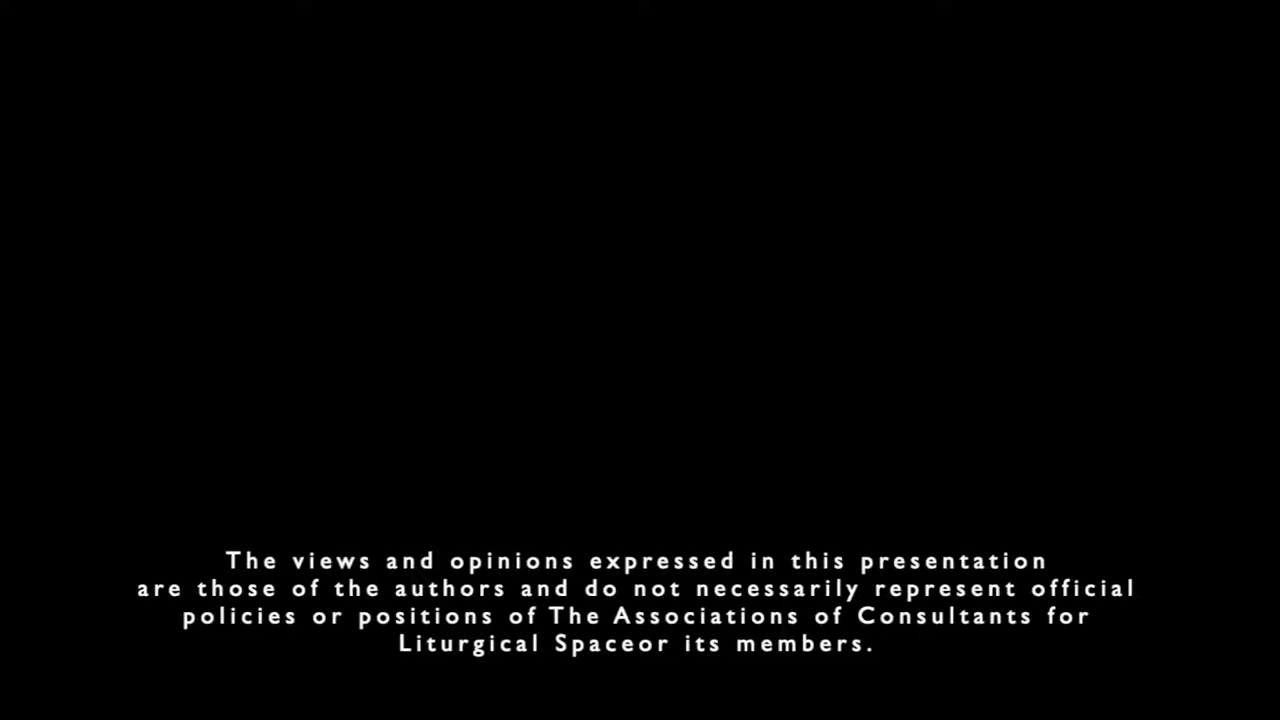 The views and opinions expressed in this presentation
are those of the authors and do not necessarily represent official
policies or positions of The Associations of Consultants for
Liturgical Spaceor its members.